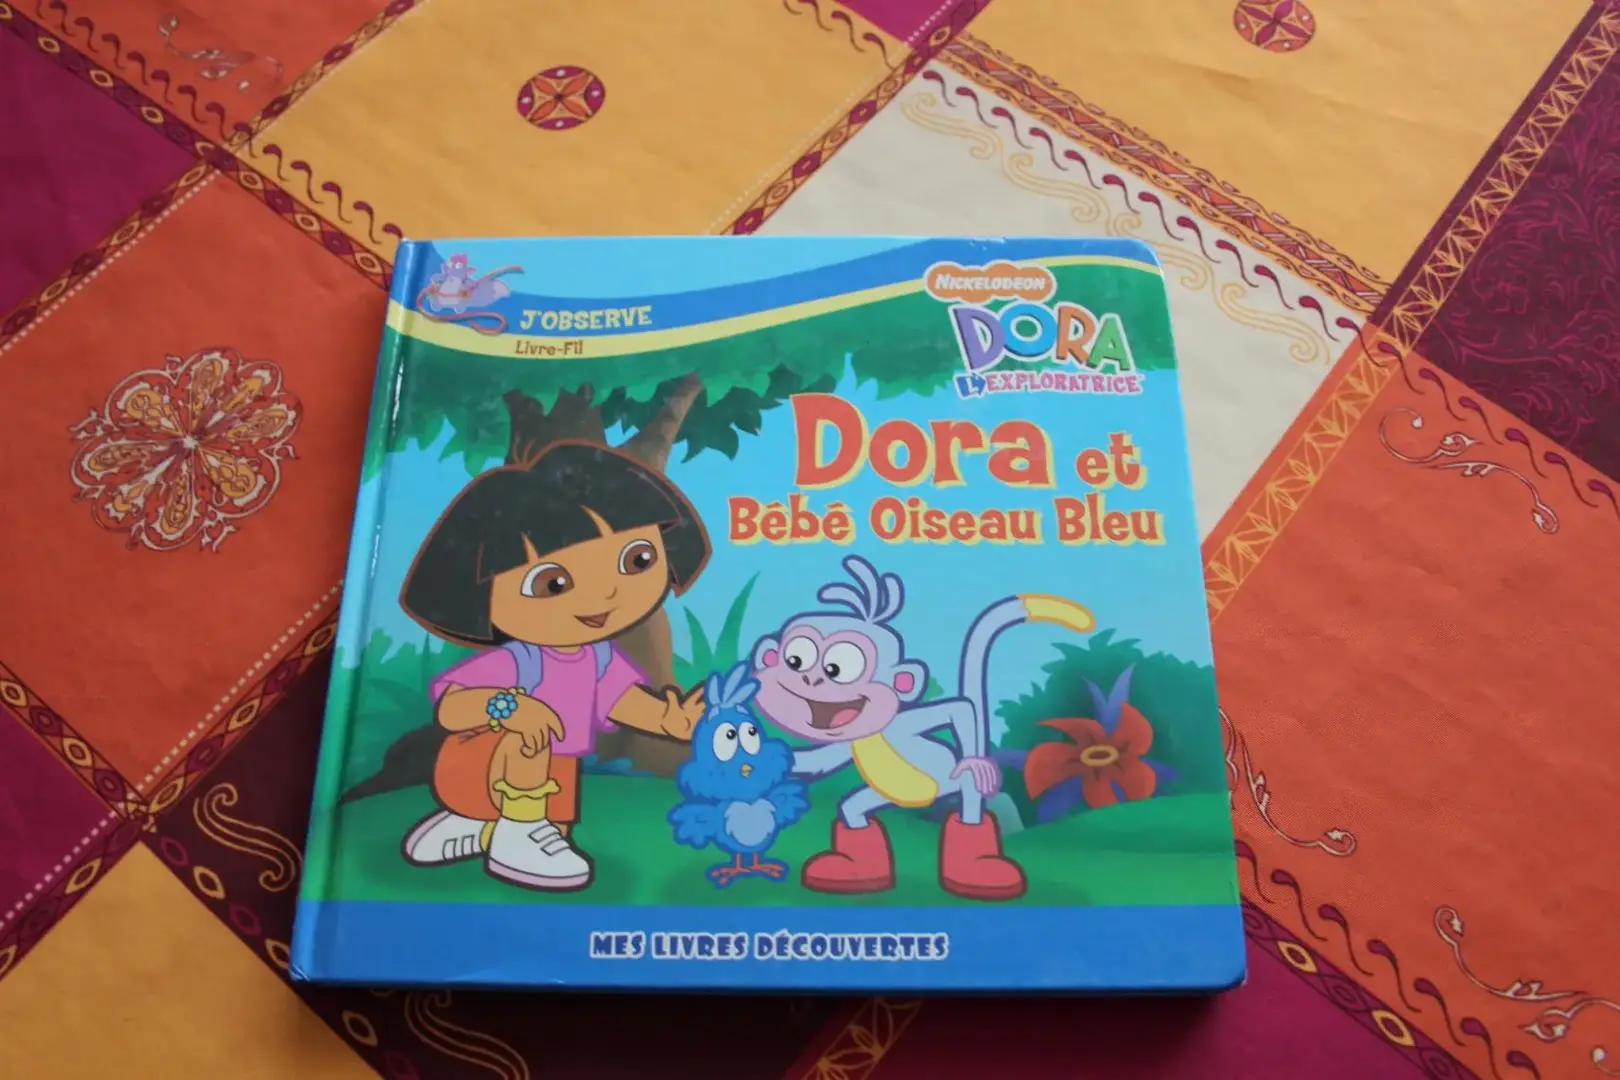 J'OBSERVE
Livre-Fil
NICKELODEON
DORA
L'EXPLORATRICE
Dora et
Bébé Oiseau Bleu
MES LIVRES DÉCOUVERTES